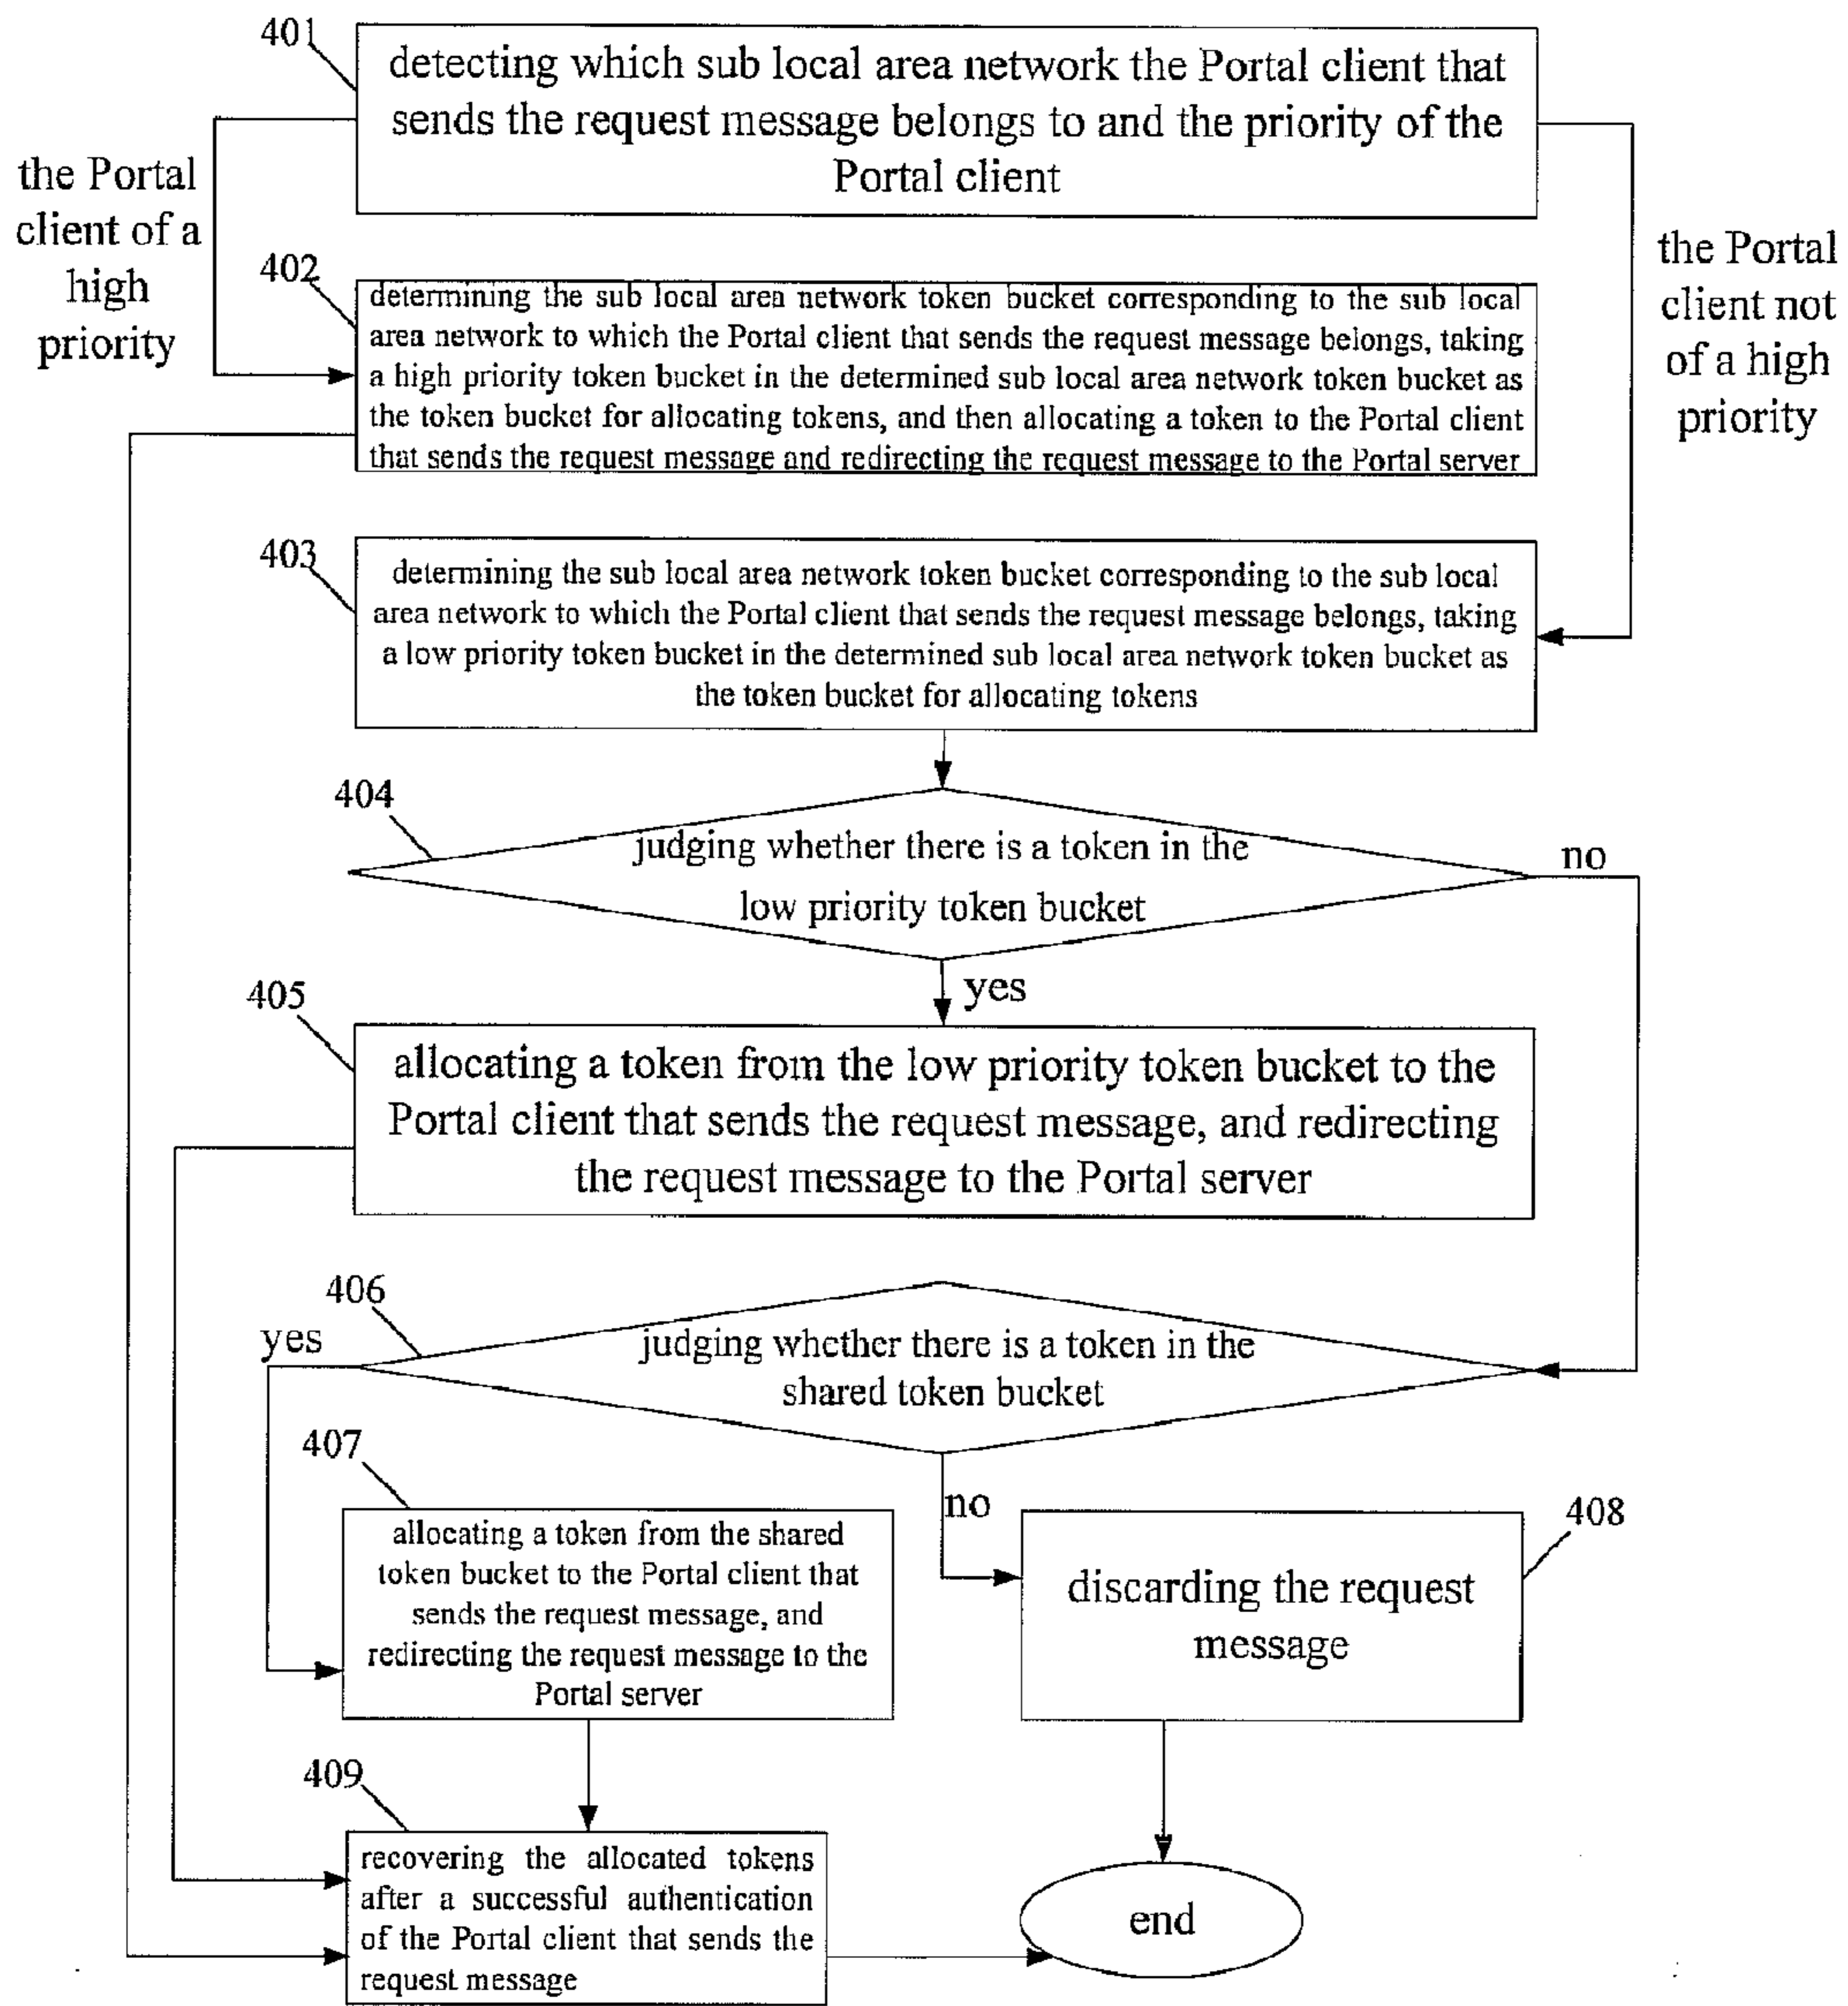 401
detecting which sub local area network the Portal client that
sends the request message belongs to and the priority of the
Portal client
the Portal
client of a
high
priority
the Portal
client not
of a high
priority
402
determining the sub local area network token bucket corresponding to the sub local
area network to which the Portal client that sends the request message belongs, taking
a high priority token bucket in the determined sub local area network token bucket as
the token bucket for allocating tokens, and then allocating a token to the Portal client
that sends the request message and redirecting the request message to the Portal server
403
determining the sub local area network token bucket corresponding to the sub local
area network to which the Portal client that sends the request message belongs, taking
a low priority token bucket in the determined sub local area network token bucket as
the token bucket for allocating tokens
404
judging whether there is a token in the
low priority token bucket
no
yes
405
allocating a token from the low priority token bucket to the
Portal client that sends the request message, and redirecting
the request message to the Portal server
406
yes
judging whether there is a token in the
shared token bucket
407
no
allocating a token from the shared
token bucket to the Portal client that
sends the request message, and
redirecting the request message to the
Portal server
408
discarding the request
message
409
recovering the allocated tokens
after a successful authentication
of the Portal client that sends the
request message
end